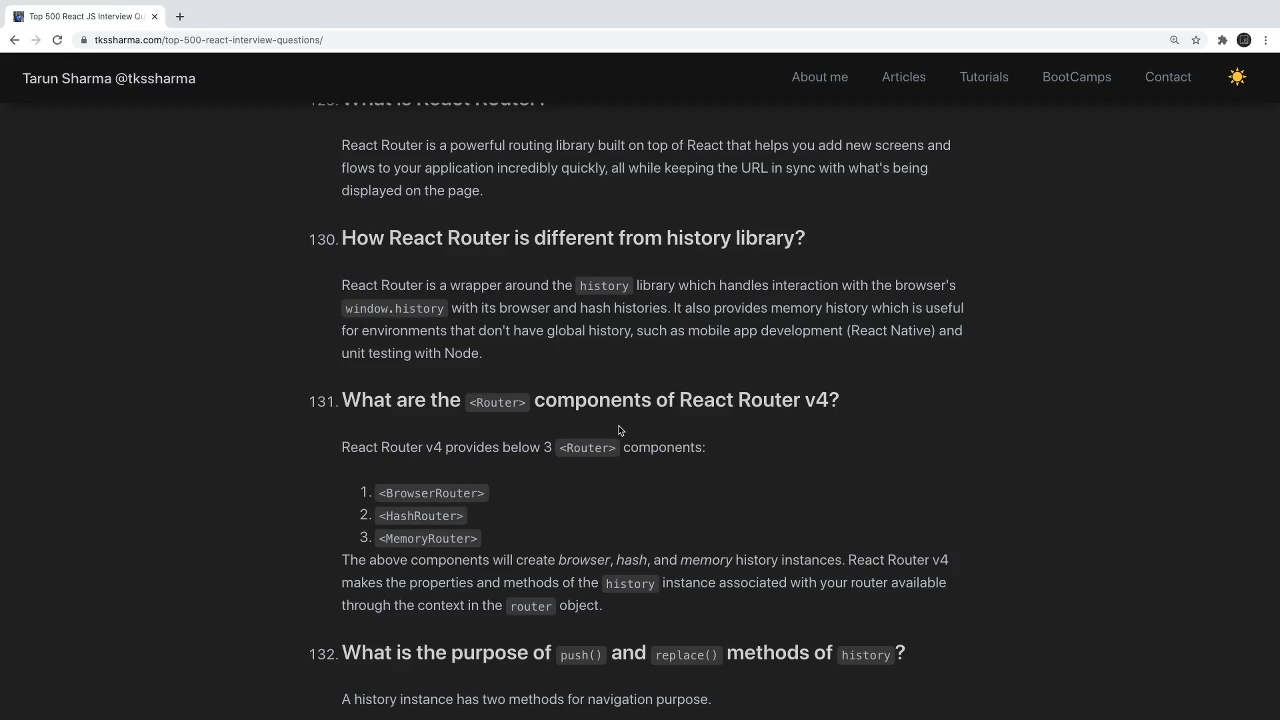 Top 500 React JS Interview Qu
tkssharma.com/top-500-react-interview-questions/
Tarun Sharma @tkssharma
About me
Articles
Tutorials
BootCamps
Contact
What is React Router?
React Router is a powerful routing library built on top of React that helps you add new screens and
flows to your application incredibly quickly, all while keeping the URL in sync with what's being
displayed on the page.
130. How React Router is different from history library?
React Router is a wrapper around the history library which handles interaction with the browser's
window.history with its browser and hash histories. It also provides memory history which is useful
for environments that don't have global history, such as mobile app development (React Native) and
unit testing with Node.
131. What are the <Router> components of React Router v4?
React Router v4 provides below 3 <Router> components:
1. <BrowserRouter>
2. <HashRouter>
3. <MemoryRouter>
The above components will create browser, hash, and memory history instances. React Router v4
makes the properties and methods of the history instance associated with your router available
through the context in the router object.
132. What is the purpose of push() and replace() methods of history?
A history instance has two methods for navigation purpose.